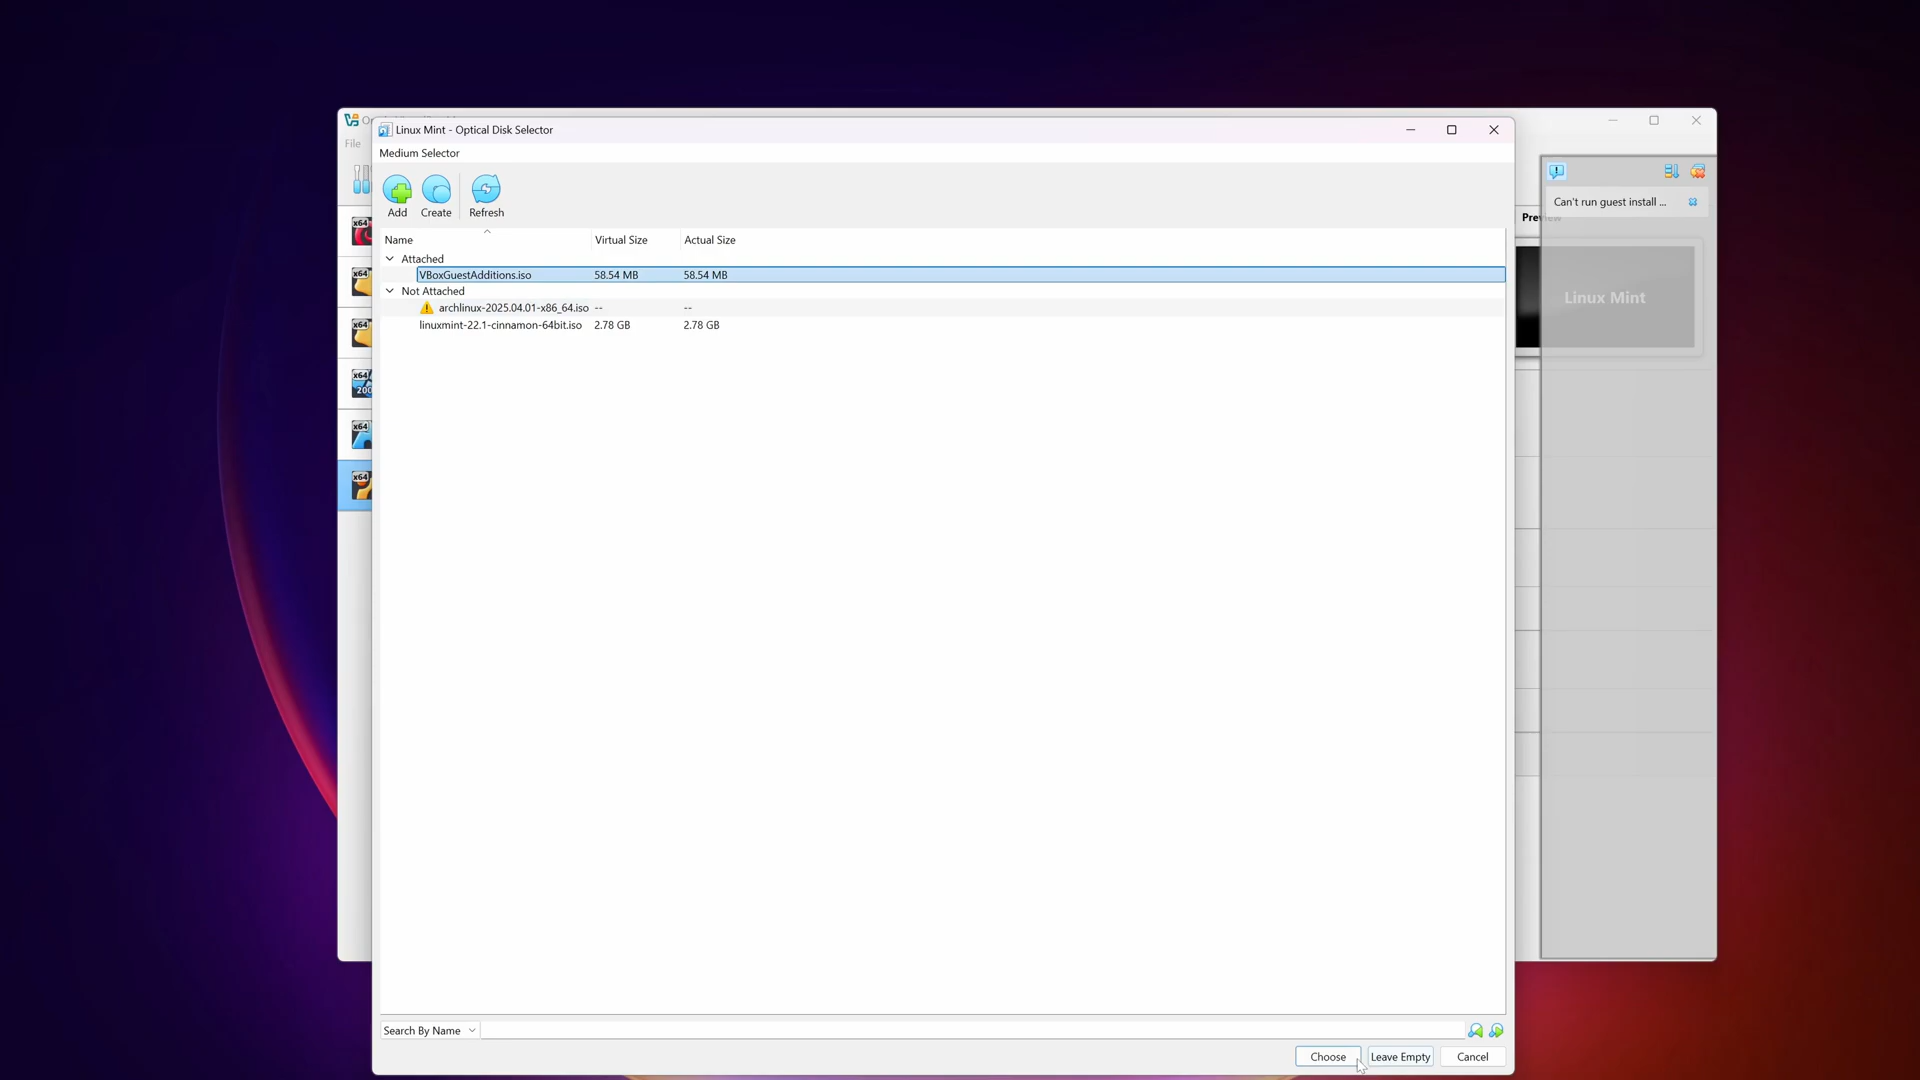 Linux Mint - Optical Disk Selector
File
Medium Selector
Add Create Refresh
Can't run guest install ...
Name Virtual Size Actual Size
Attached
VBoxGuestAdditions.iso 58.54 MB 58.54 MB
Not Attached
archlinux-2025.04.01-x86_64.iso -- --
linuxmint-22.1-cinnamon-64bit.iso 2.78 GB 2.78 GB
Linux Mint
x64
x64
x64
x64
x64
x64
Search By Name
Choose Leave Empty Cancel